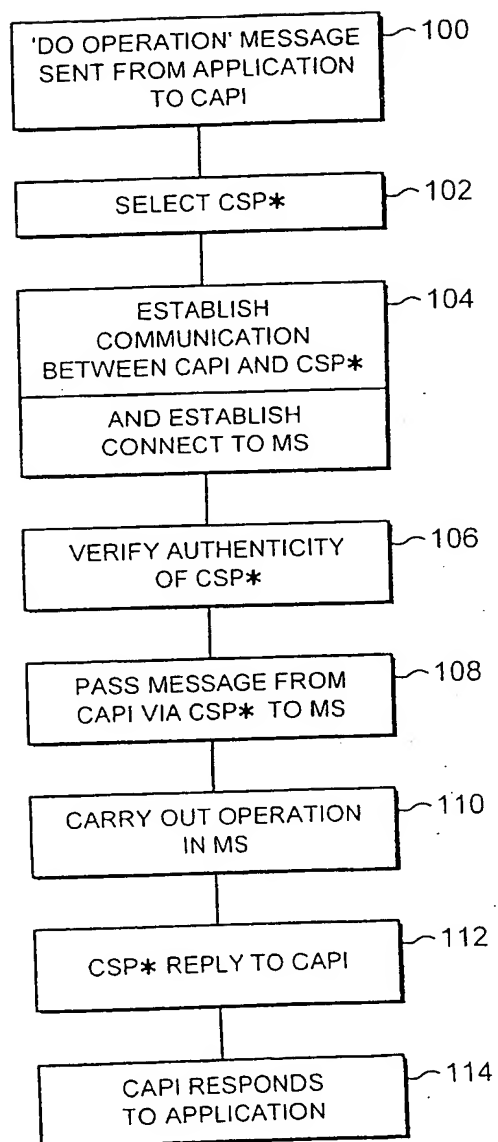 'DO OPERATION' MESSAGE
SENT FROM APPLICATION
TO CAPI
100
SELECT CSP*
102
ESTABLISH
COMMUNICATION
BETWEEN CAPI AND CSP*
104
AND ESTABLISH
CONNECT TO MS
VERIFY AUTHENTICITY
OF CSP*
106
PASS MESSAGE FROM
CAPI VIA CSP* TO MS
108
CARRY OUT OPERATION
IN MS
110
CSP* REPLY TO CAPI
112
CAPI RESPONDS
TO APPLICATION
114